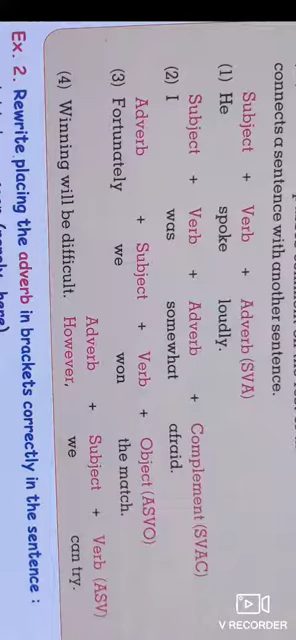 connects a sentence with another sentence.
Subject + Verb + Adverb (SVA)
(1) He spoke loudly.
Subject + Verb + Adverb + Complement (SVAC)
(2) I was somewhat afraid.
Adverb + Subject + Verb + Object (ASVO)
(3) Fortunately we won the match.
Adverb + Subject + Verb (ASV)
(4) Winning will be difficult. However, we can try.
Ex. 2. Rewrite placing the adverb in brackets correctly in the sentence :
V RECORDER